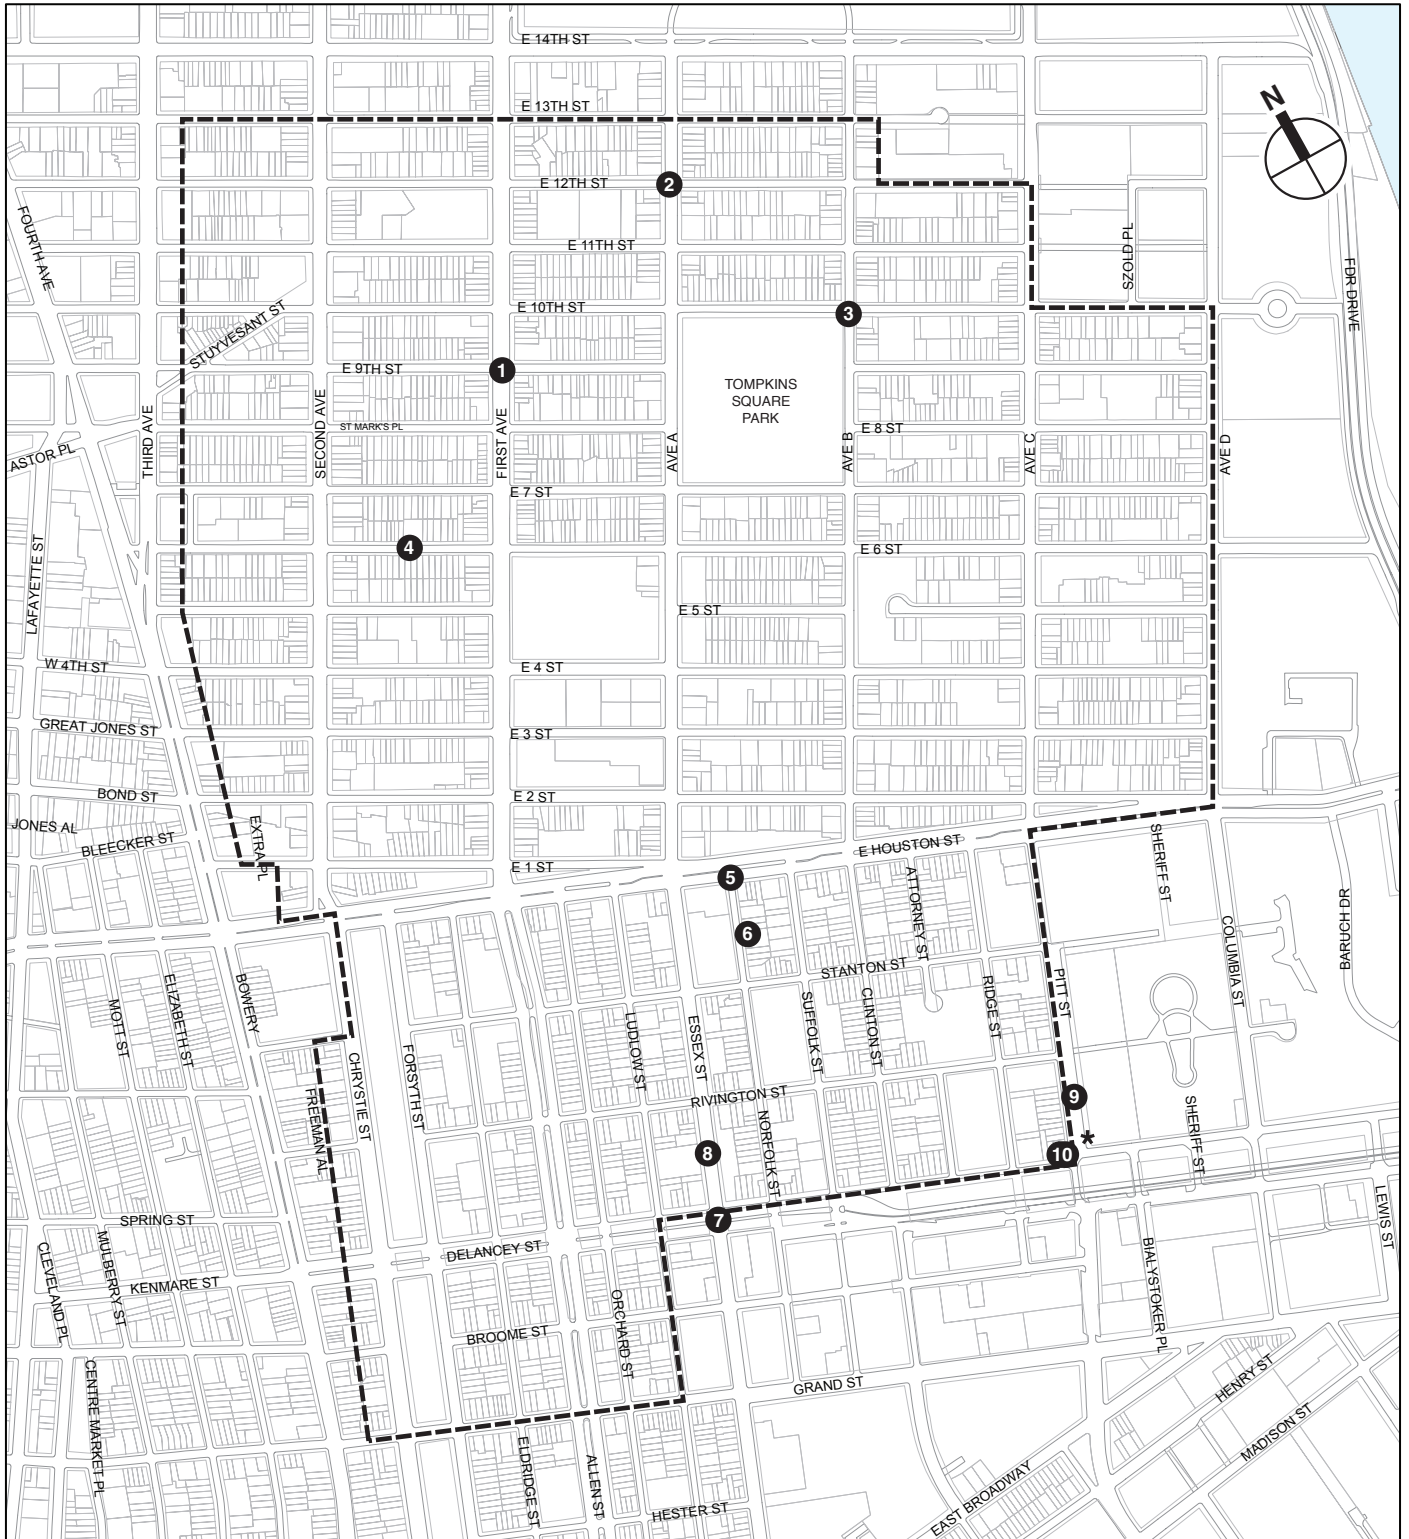 E 14TH ST
E 13TH ST
N
E 12TH ST
2
FOURTH AVE
E 11TH ST
SZOLD PL
FDR DRIVE
E 10TH ST
3
STUYVESANT ST
E 9TH ST
1
TOMPKINS
SQUARE
PARK
THIRD AVE
SECOND AVE
ST MARK'S PL
FIRST AVE
AVE A
AVE B
E 8 ST
AVE C
AVE D
ASTOR PL
E 7 ST
LAFAYETTE ST
4
E 6 ST
E 5 ST
W 4TH ST
E 4 ST
GREAT JONES ST
E 3 ST
BOND ST
E 2 ST
JONES AL
BLEECKER ST
EXTRA PL
E HOUSTON ST
SHERIFF ST
E 1 ST
5
ATTORNEY ST
BARUCH DR
6
COLUMBIA ST
STANTON ST
MOTT ST
ELIZABETH ST
BOWERY
SUFFOLK ST
CLINTON ST
RIDGE ST
PITT ST
LUDLOW ST
ESSEX ST
CHRYSTIE ST
FORSYTH ST
FREEMAN AL
RIVINGTON ST
9
NORFOLK ST
SHERIFF ST
8
10
*
SPRING ST
7
LEWIS ST
CLEVELAND PL
MULBERRY ST
DELANCEY ST
BIALYSTOKER PL
KENMARE ST
ORCHARD ST
BROOME ST
CENTRE MARKET PL
GRAND ST
HENRY ST
MADISON ST
ELDRIDGE ST
ALLEN ST
HESTER ST
EAST BROADWAY